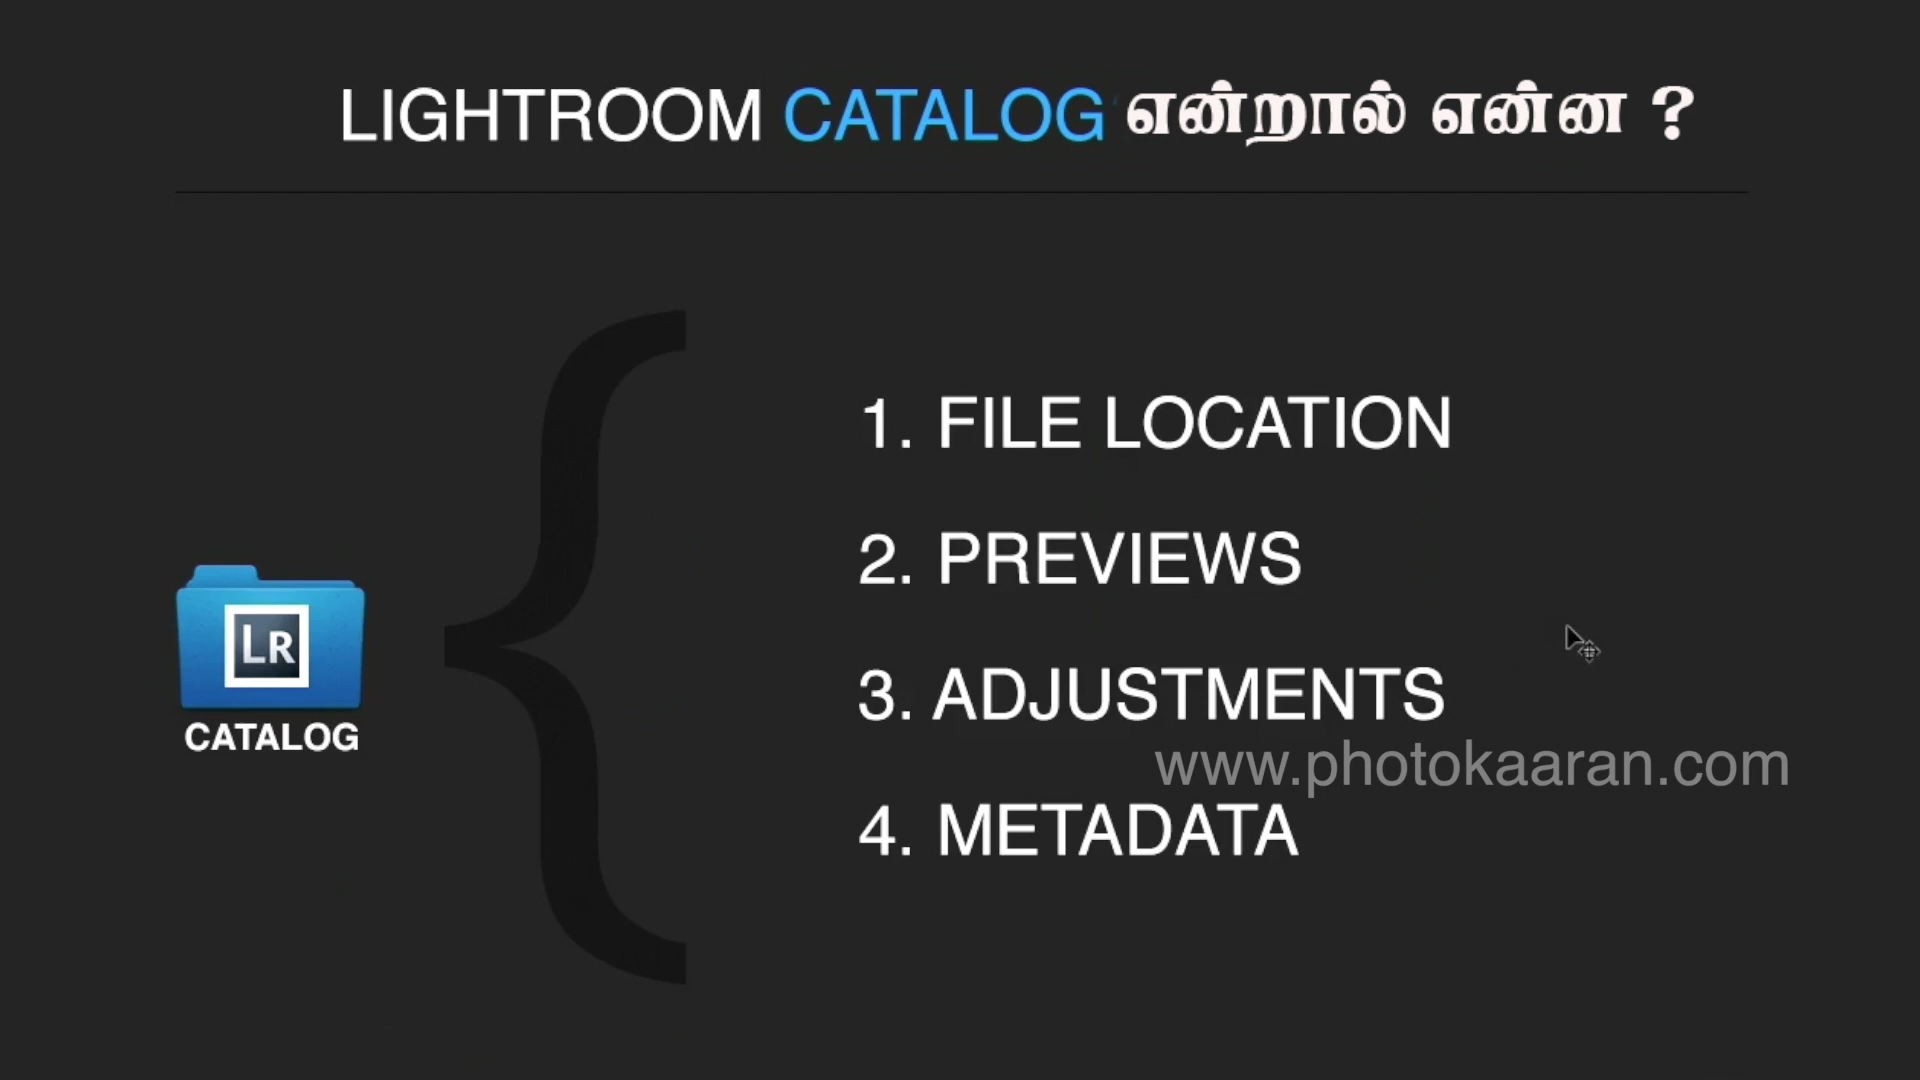 LIGHTROOM CATALOG என்றால் என்ன ?
1. FILE LOCATION
2. PREVIEWS
LR
3. ADJUSTMENTS
CATALOG
www.photokaaran.com
4. METADATA